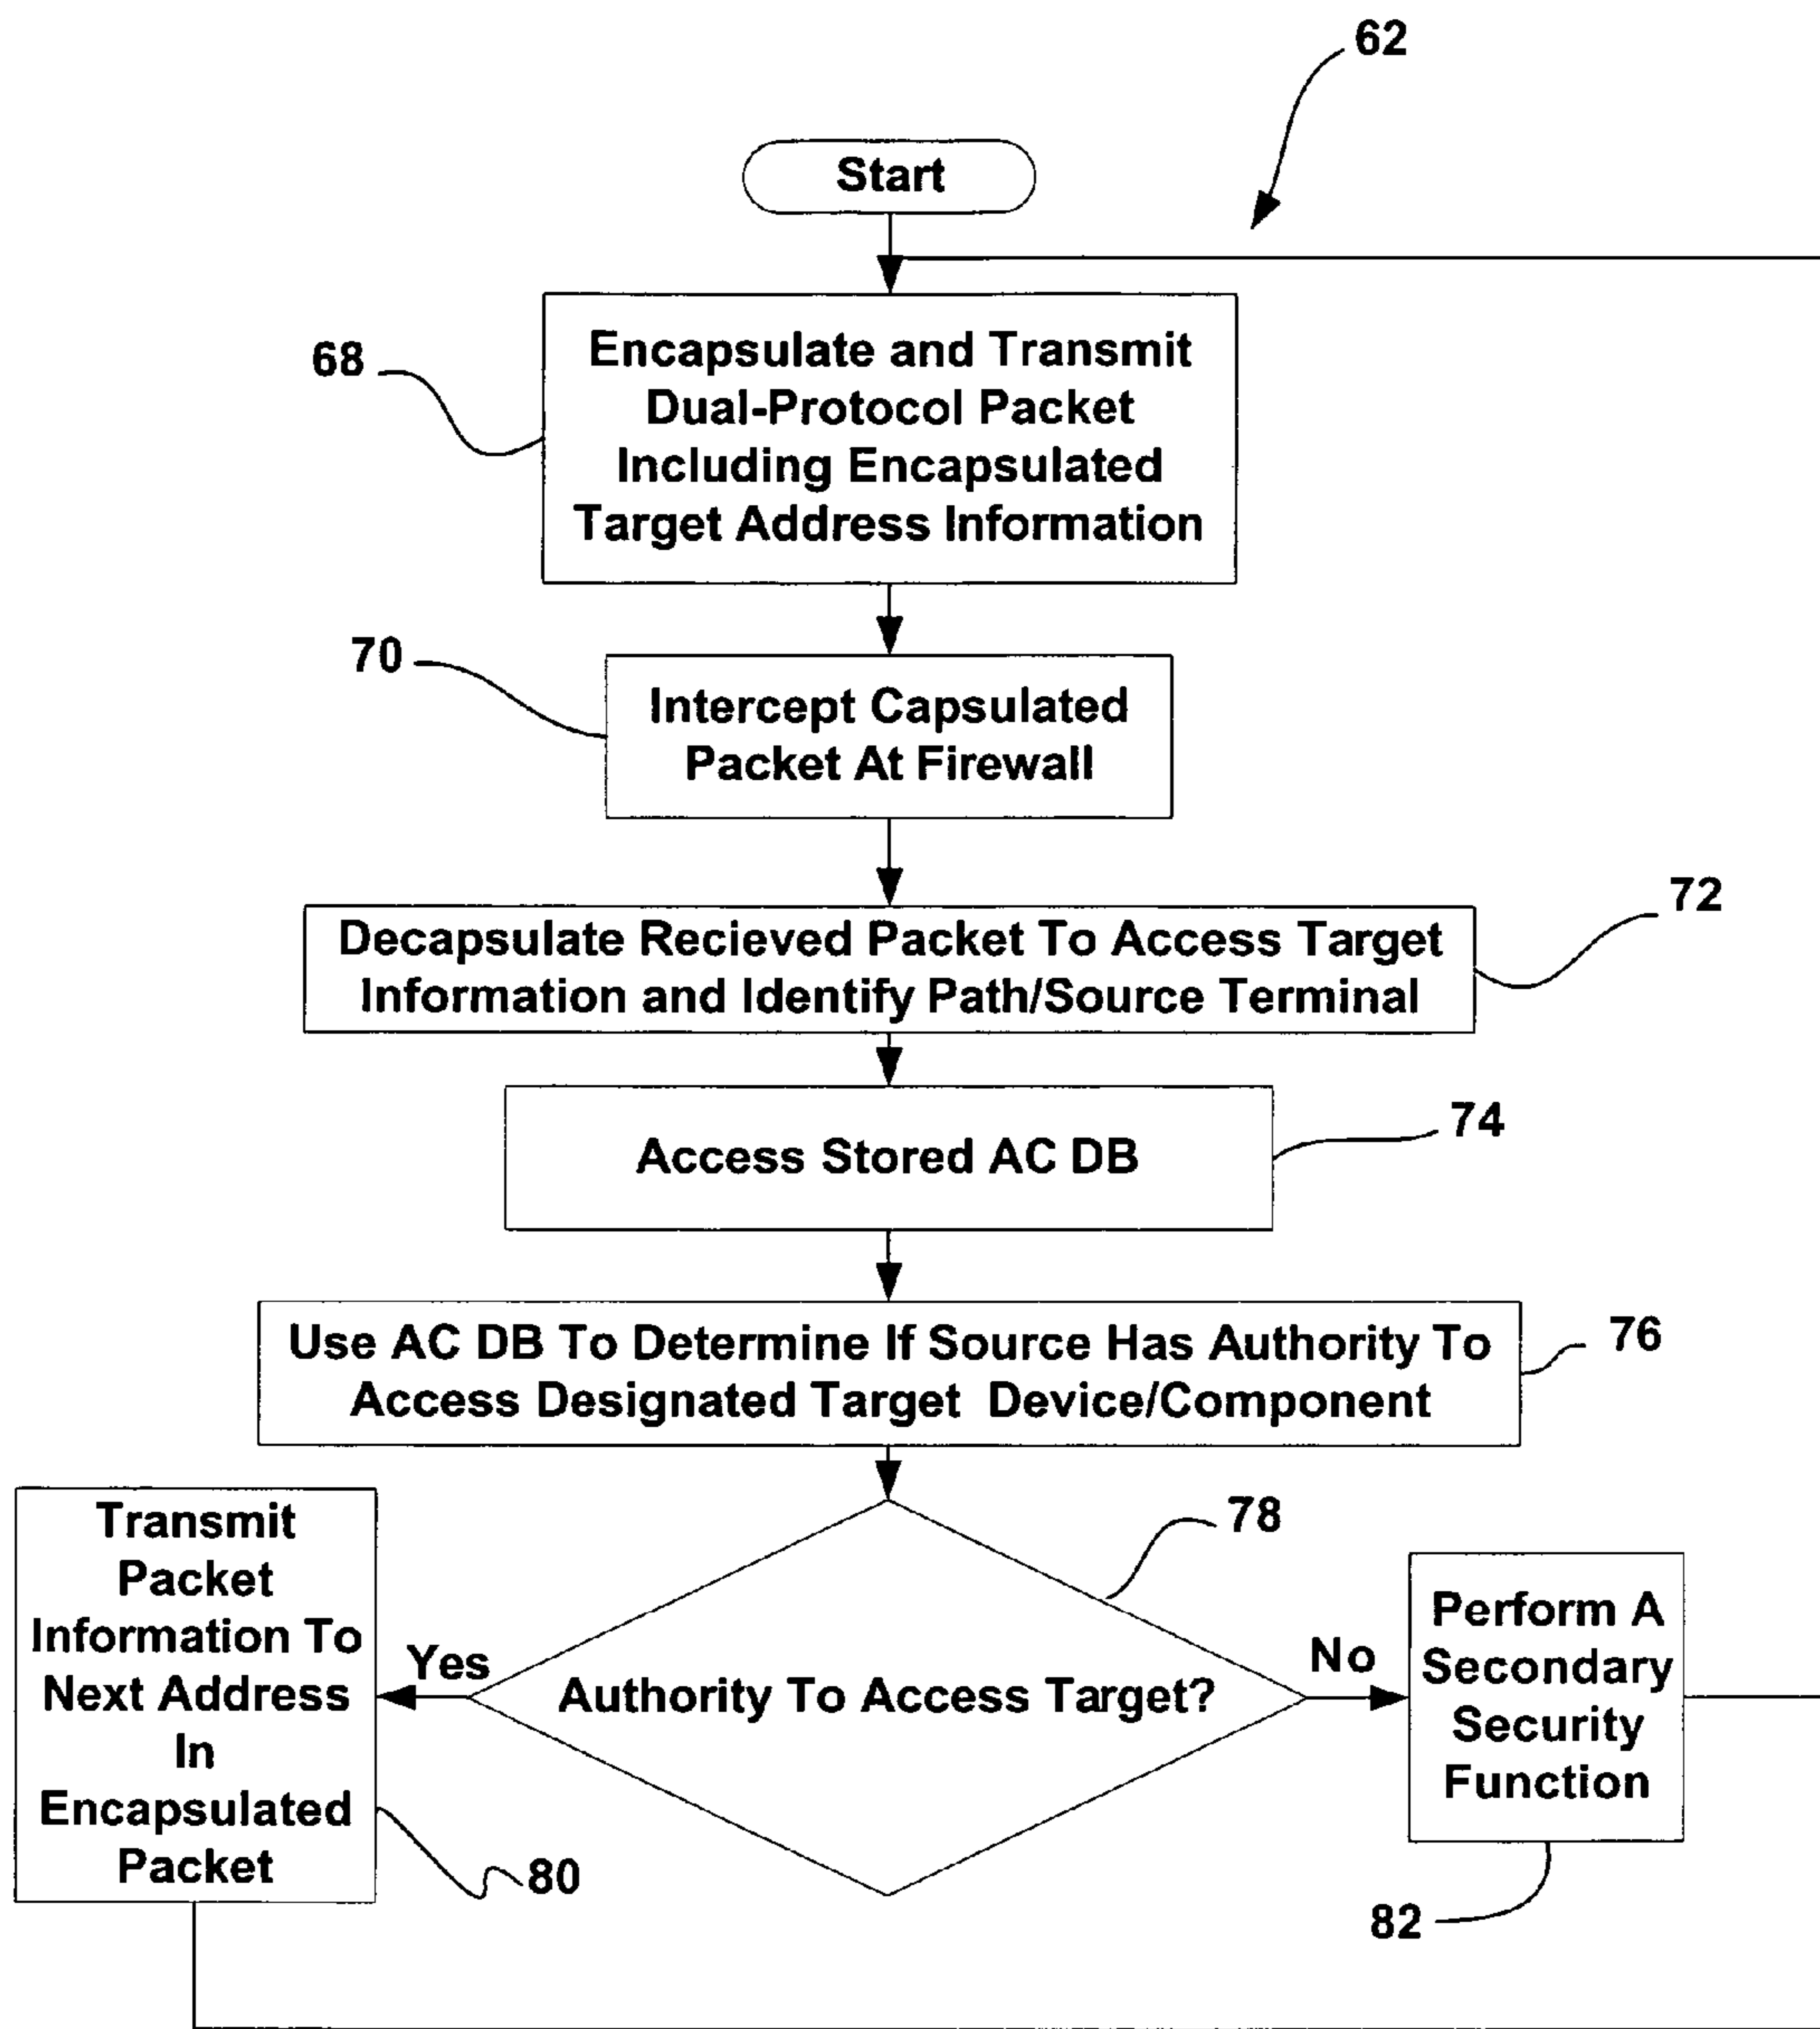 62
Start
68
Encapsulate and Transmit
Dual-Protocol Packet
Including Encapsulated
Target Address Information
70
Intercept Capsulated
Packet At Firewall
72
Decapsulate Recieved Packet To Access Target
Information and Identify Path/Source Terminal
74
Access Stored AC DB
76
Use AC DB To Determine If Source Has Authority To
Access Designated Target Device/Component
78
Transmit
Packet
Information To
Next Address
In
Encapsulated
Packet
80
Yes
Authority To Access Target?
No
Perform A
Secondary
Security
Function
82